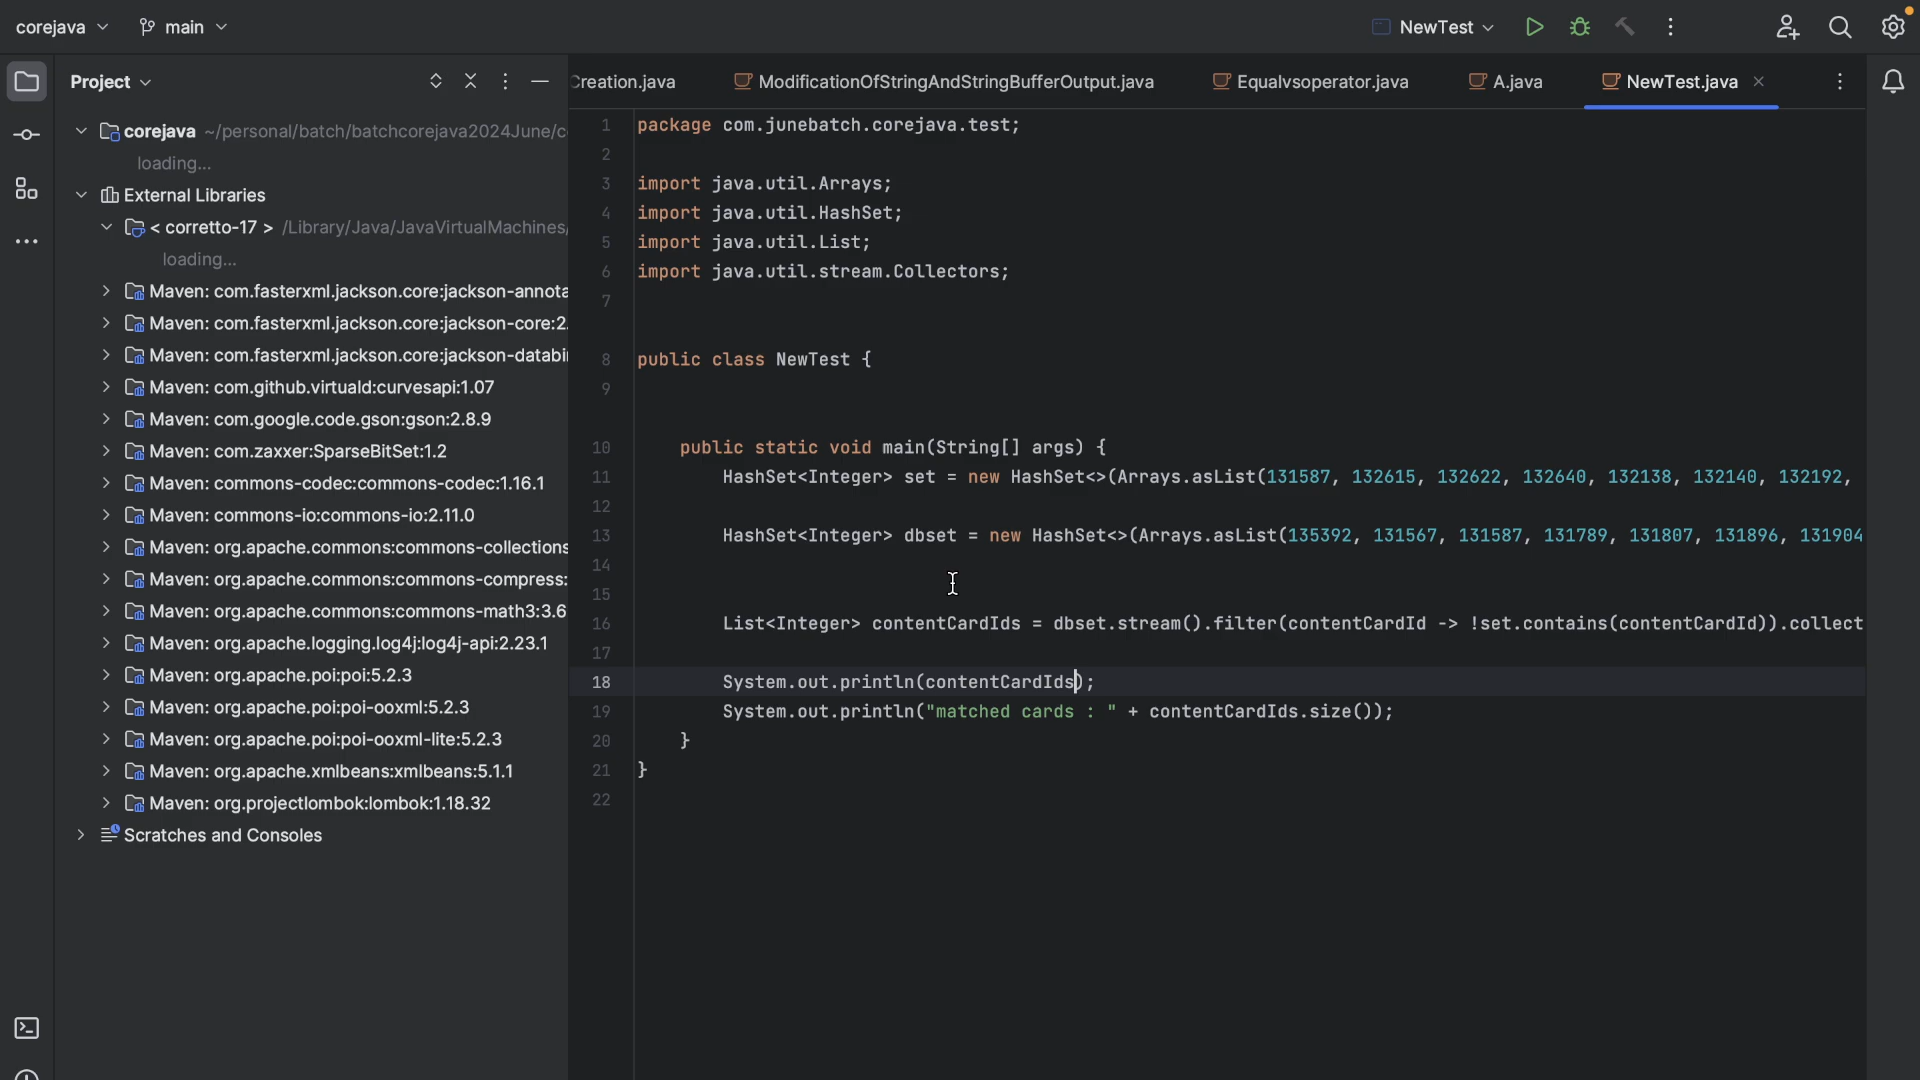 corejava
main
NewTest
Project
Creation.java
ModificationOfStringAndStringBufferOutput.java
Equalvsoperator.java
A.java
NewTest.java
corejava ~/personal/batch/batchcorejava2024June/c
loading...
External Libraries
< corretto-17 > /Library/Java/JavaVirtualMachines/
loading...
Maven: com.fasterxml.jackson.core:jackson-annota
Maven: com.fasterxml.jackson.core:jackson-core:2.
Maven: com.fasterxml.jackson.core:jackson-databi
Maven: com.github.virtuald:curvesapi:1.07
Maven: com.google.code.gson:gson:2.8.9
Maven: com.zaxxer:SparseBitSet:1.2
Maven: commons-codec:commons-codec:1.16.1
Maven: commons-io:commons-io:2.11.0
Maven: org.apache.commons:commons-collections
Maven: org.apache.commons:commons-compress:
Maven: org.apache.commons:commons-math3:3.6
Maven: org.apache.logging.log4j:log4j-api:2.23.1
Maven: org.apache.poi:poi:5.2.3
Maven: org.apache.poi:poi-ooxml:5.2.3
Maven: org.apache.poi:poi-ooxml-lite:5.2.3
Maven: org.apache.xmlbeans:xmlbeans:5.1.1
Maven: org.projectlombok:lombok:1.18.32
Scratches and Consoles
1 package com.junebatch.corejava.test;
2
3 import java.util.Arrays;
4 import java.util.HashSet;
5 import java.util.List;
6 import java.util.stream.Collectors;
7
8 public class NewTest {
9
10 public static void main(String[] args) {
11 HashSet<Integer> set = new HashSet<>(Arrays.asList(131587, 132615, 132622, 132640, 132138, 132140, 132192,
12
13 HashSet<Integer> dbset = new HashSet<>(Arrays.asList(135392, 131567, 131587, 131789, 131807, 131896, 131904
14
15
16 List<Integer> contentCardIds = dbset.stream().filter(contentCardId -> !set.contains(contentCardId)).collect
17
18 System.out.println(contentCardIds);
19 System.out.println("matched cards : " + contentCardIds.size());
20 }
21 }
22